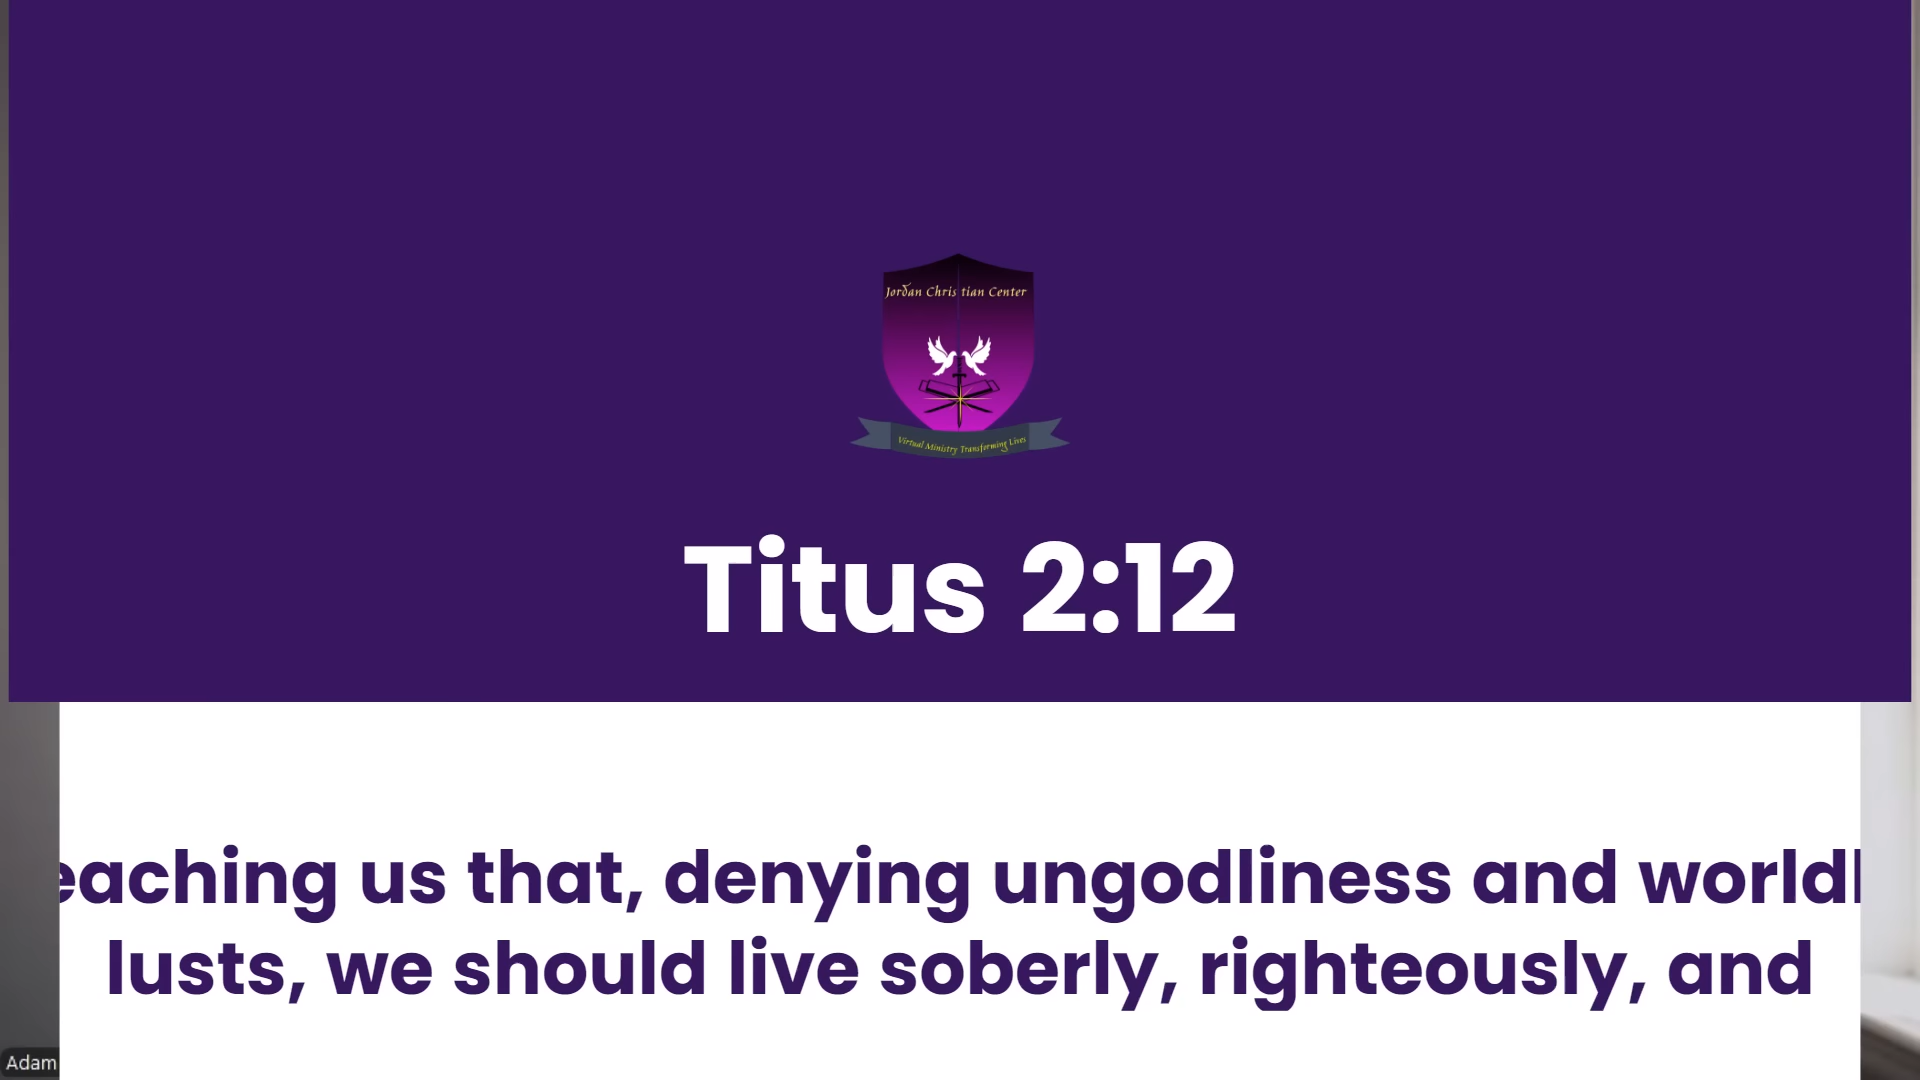 Jordan Christian Center
Virtual Ministry Transforming Lives
Titus 2:12
eaching us that, denying ungodliness and worldl
lusts, we should live soberly, righteously, and
Adam